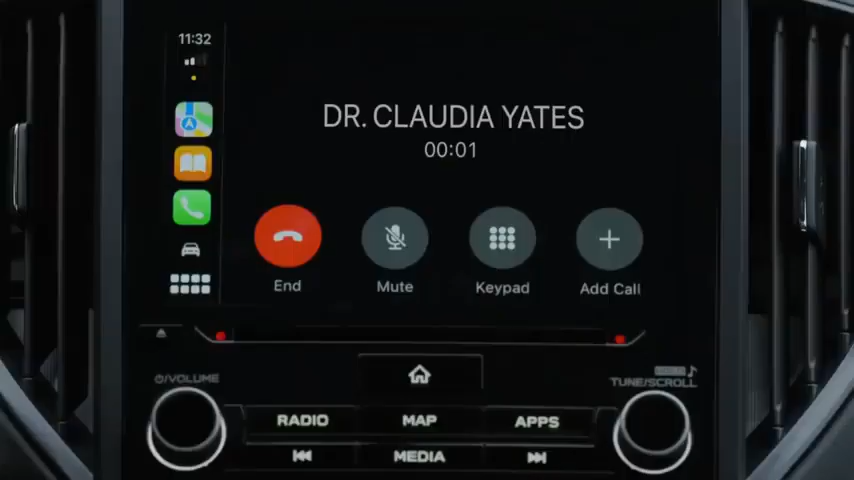 11:32
DR. CLAUDIA YATES
00:01
End
Mute
Keypad
Add Call
⏻/VOLUME
TUNE/SCROLL
RADIO
MAP
APPS
MEDIA